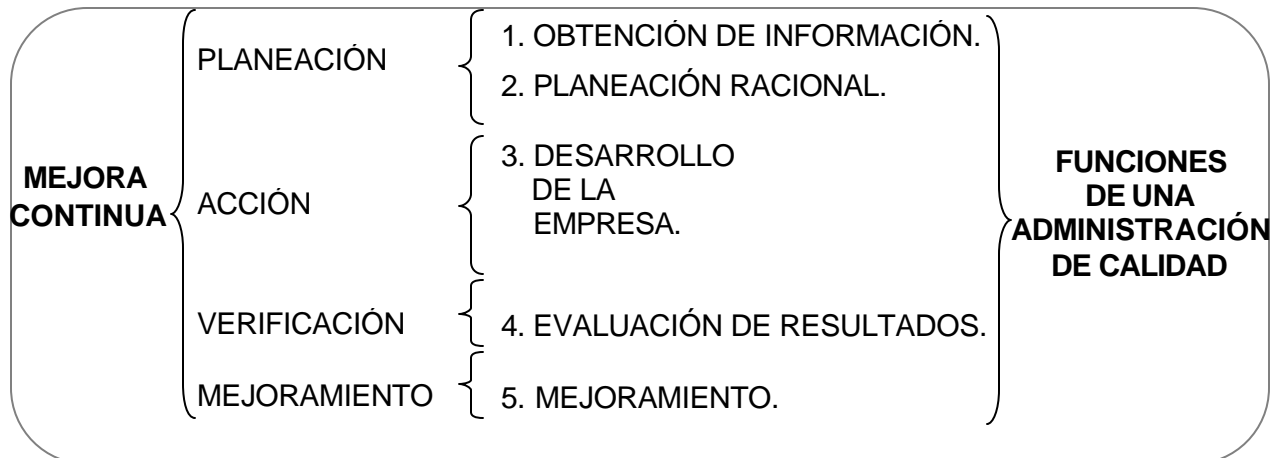 MEJORA
CONTINUA
PLANEACIÓN
1. OBTENCIÓN DE INFORMACIÓN.
2. PLANEACIÓN RACIONAL.
ACCIÓN
3. DESARROLLO
DE LA
EMPRESA.
VERIFICACIÓN
4. EVALUACIÓN DE RESULTADOS.
MEJORAMIENTO
5. MEJORAMIENTO.
FUNCIONES
DE UNA
ADMINISTRACIÓN
DE CALIDAD